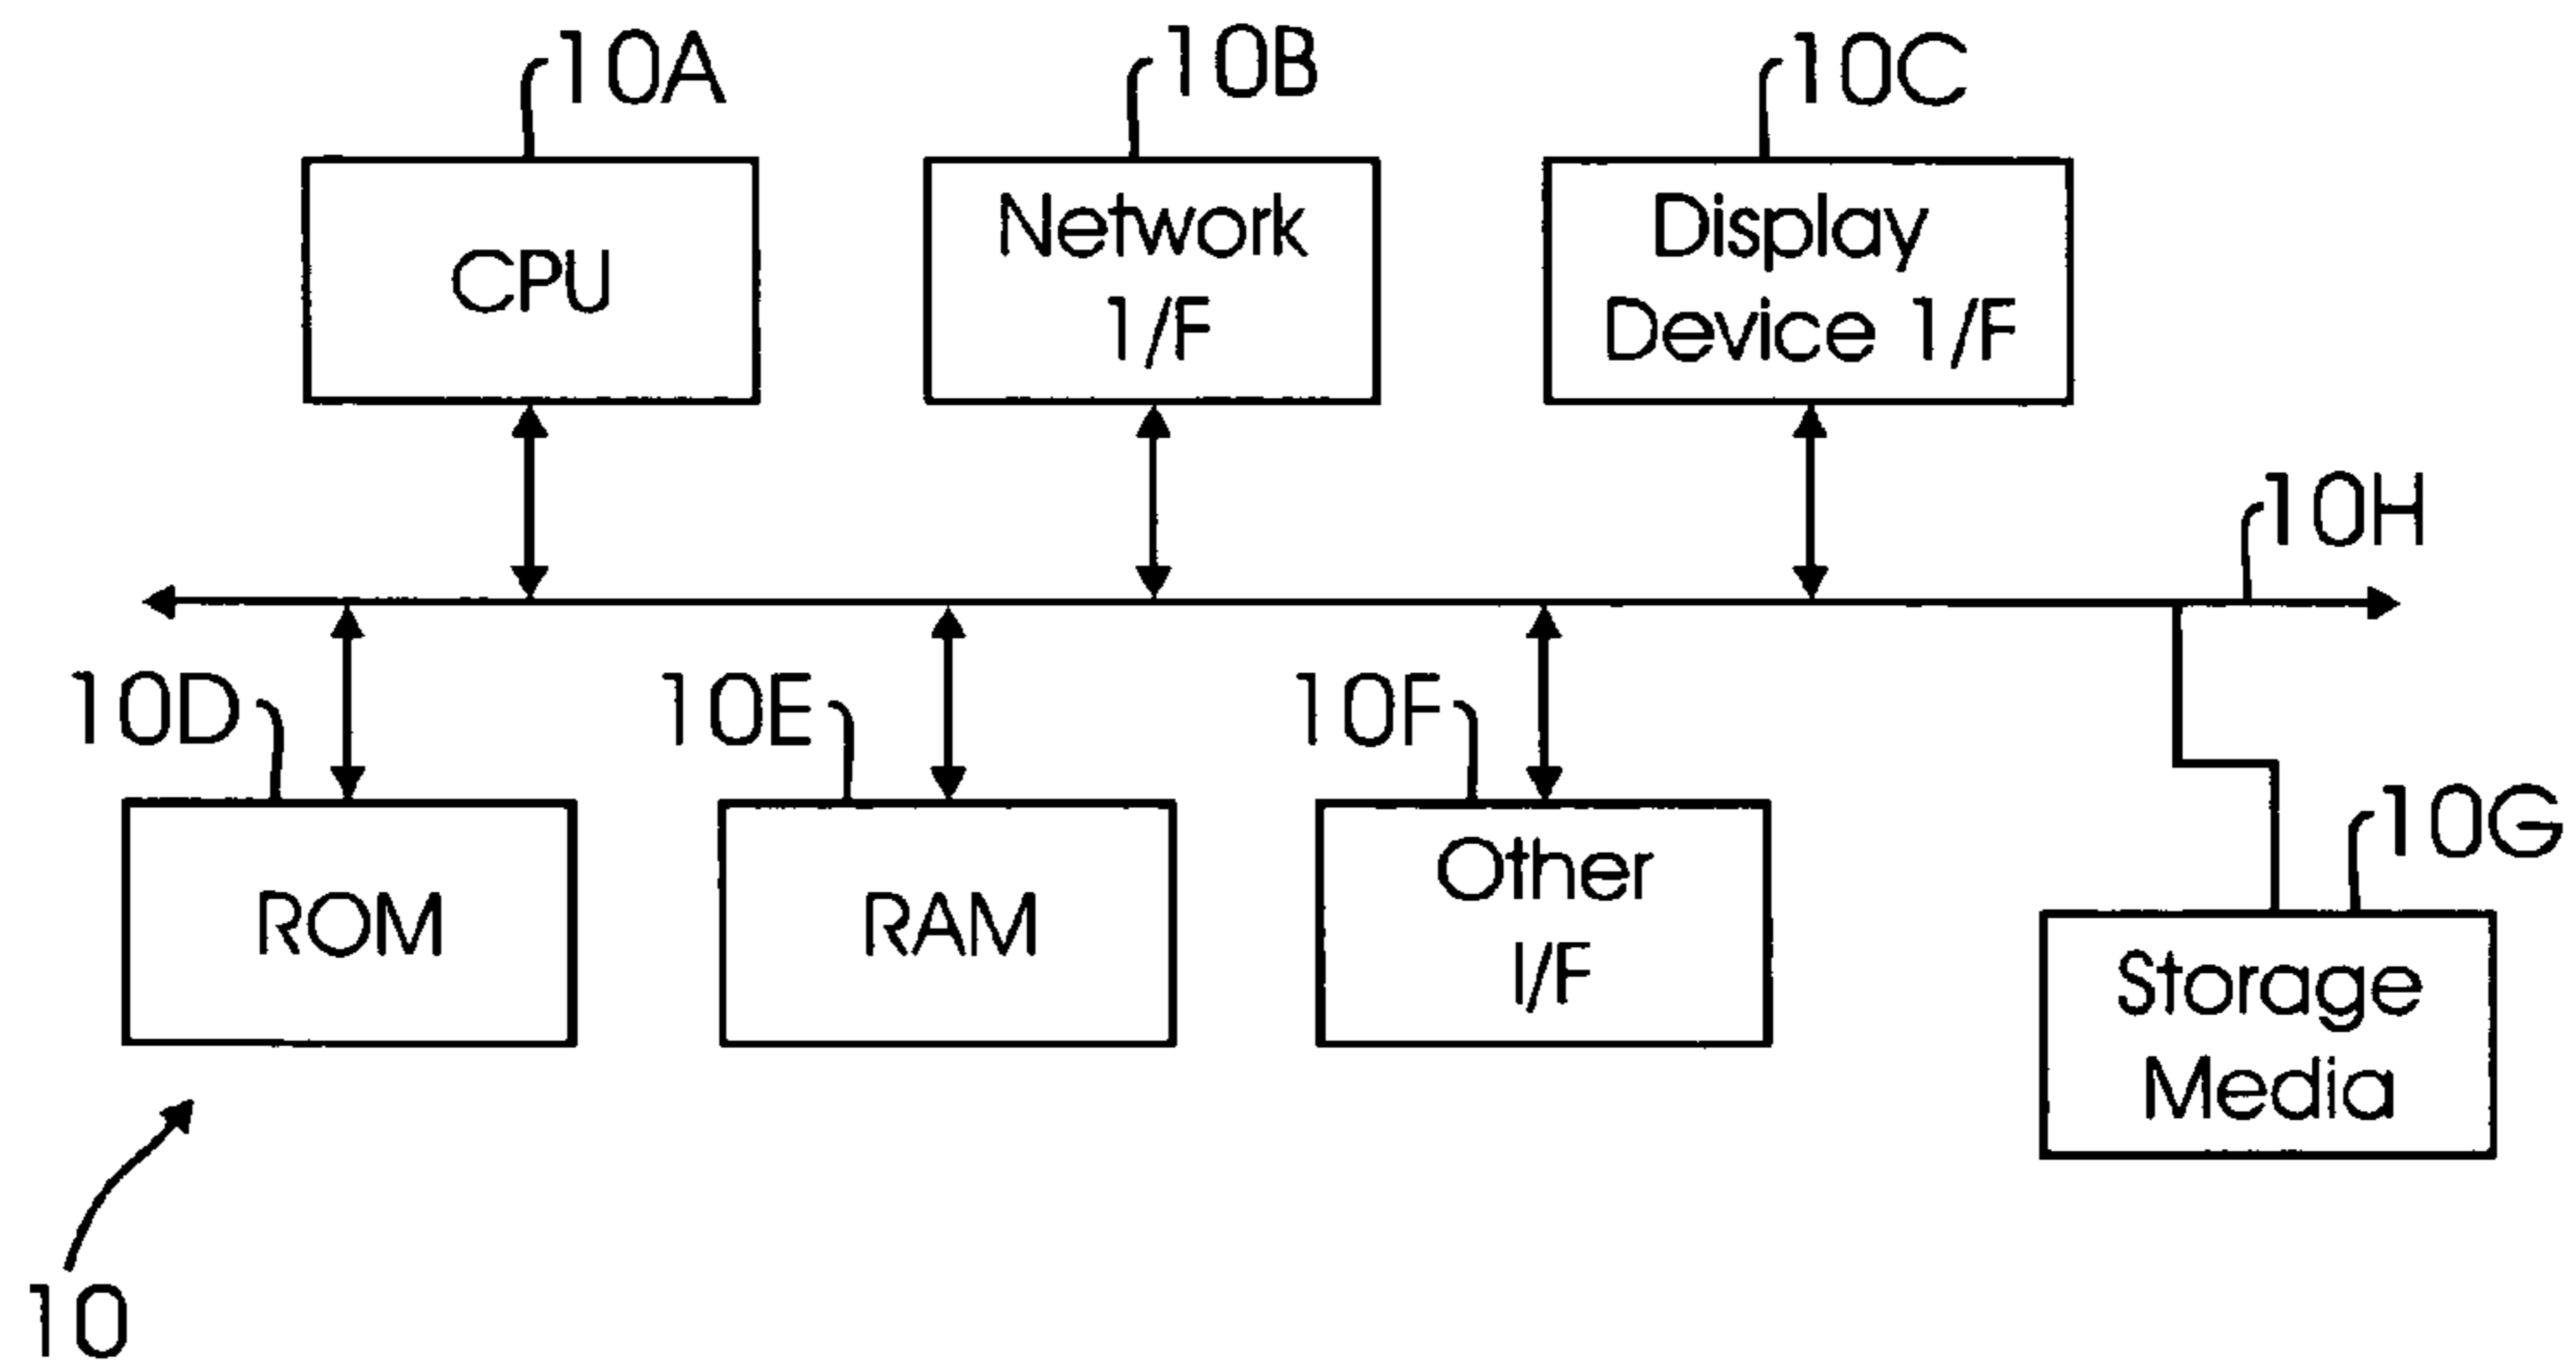 10A
10B
10C
CPU
Network
1/F
Display
Device 1/F
10H
10D
10E
10F
10G
ROM
RAM
Other
I/F
Storage
Media
10